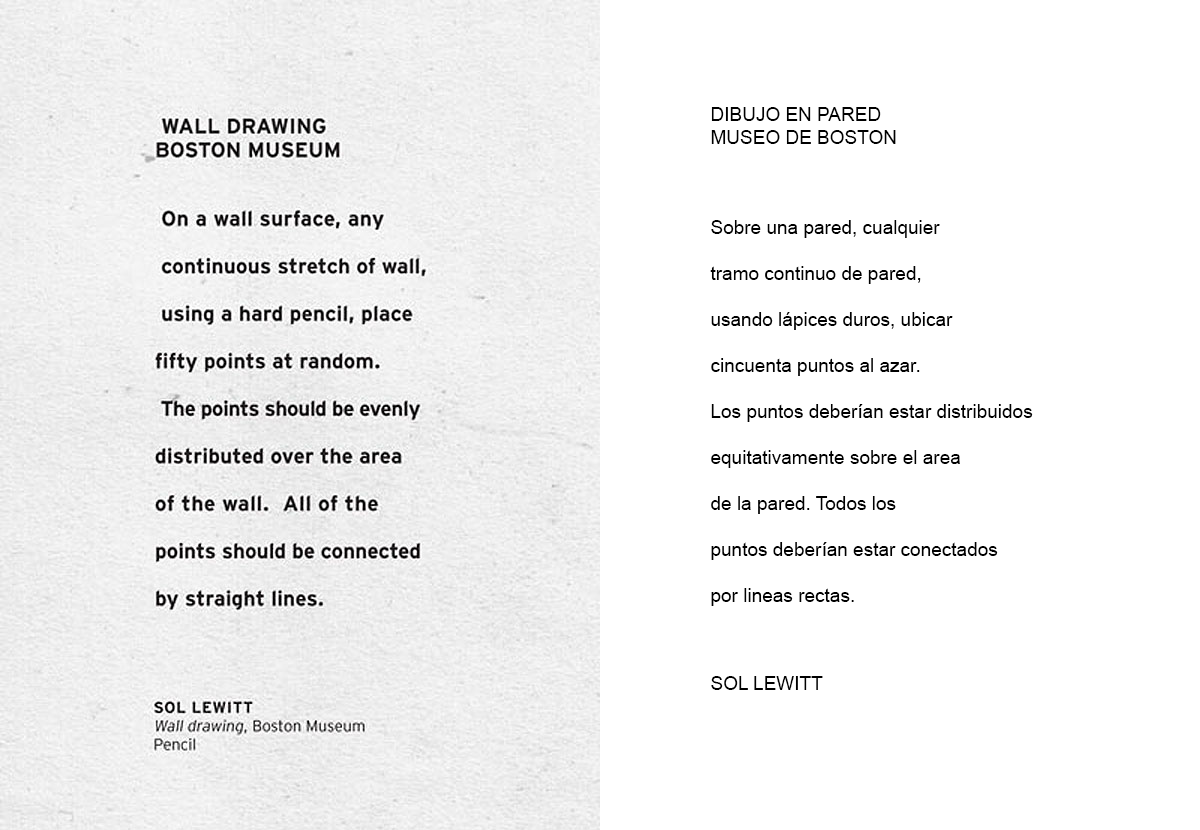 WALL DRAWING
BOSTON MUSEUM
On a wall surface, any
continuous stretch of wall,
using a hard pencil, place
fifty points at random.
The points should be evenly
distributed over the area
of the wall. All of the
points should be connected
by straight lines.
SOL LEWITT
Wall drawing, Boston Museum
Pencil
DIBUJO EN PARED
MUSEO DE BOSTON
Sobre una pared, cualquier
tramo continuo de pared,
usando lápices duros, ubicar
cincuenta puntos al azar.
Los puntos deberían estar distribuidos
equitativamente sobre el area
de la pared. Todos los
puntos deberían estar conectados
por lineas rectas.
SOL LEWITT